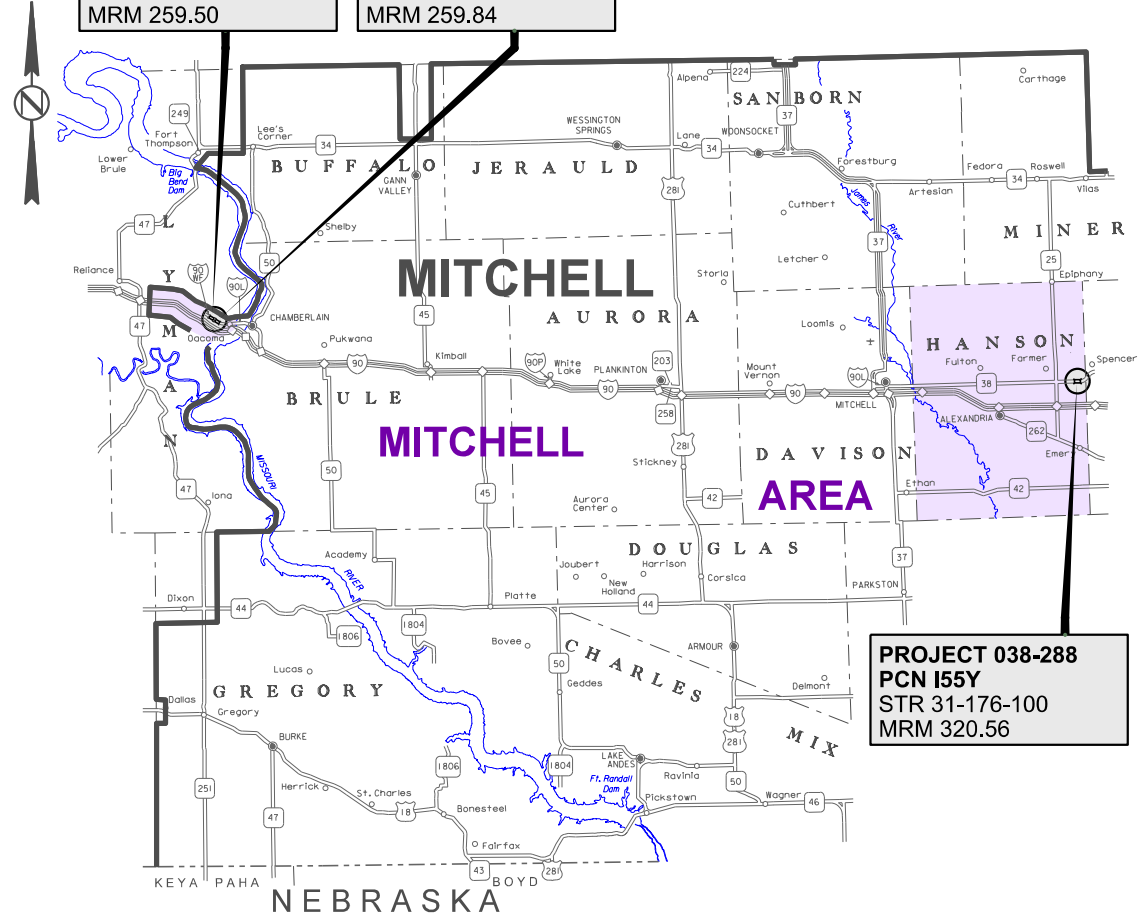 MRM 259.50
MRM 259.84
N
Alpena
224
Carthage
SANBORN
249
37
Fort
Thompson
Lee's
Corner
WESSINGTON
SPRINGS
Lane
WOONSOCKET
34
34
Lower
Brule
Big
Bend
Dam
BUFFALO
JERAULD
GANN
VALLEY
281
Forestburg
Fedora
Roswell
34
Artesian
Vilas
James
River
Cuthbert
47
LYMAN
Shelby
37
MINER
Reliance
90
WF
90L
50
MITCHELL
Storla
Letcher
25
Epiphany
47
CHAMBERLAIN
Oacoma
45
AURORA
Loomis
HANSON
Pukwana
Kimball
90
90P
White
Lake
PLANKINTON
203
Mount
Vernon
90L
Fulton
Farmer
Spencer
38
BRULE
90
258
90
MITCHELL
ALEXANDRIA
262
MITCHELL
281
Emery
DAVISON
MISSOURI
50
Stickney
AREA
Ethan
42
47
Iona
45
Aurora
Center
42
DOUGLAS
Academy
RIVER
Joubert
Harrison
New
Holland
Corsica
37
PARKSTON
Dixon
44
Platte
44
1806
1804
Bovee
ARMOUR
CHARLES
MIX
PROJECT 038-288
PCN I55Y
STR 31-176-100
MRM 320.56
Lucas
50
GREGORY
Geddes
Delmont
Dallas
Gregory
18
BURKE
281
1806
1804
LAKE
ANDES
Ravinia
251
Herrick
St. Charles
Ft. Randall
Dam
50
47
18
Bonesteel
Pickstown
Wagner
46
Fairfax
43
281
KEYA PAHA
BOYD
NEBRASKA